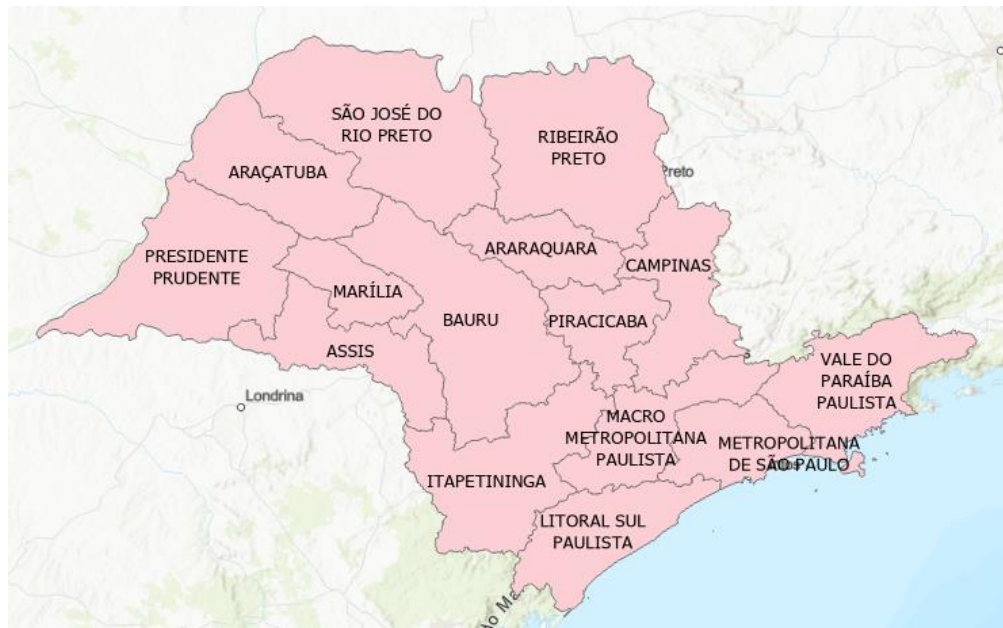 SÃO JOSÉ DO
RIO PRETO
RIBEIRÃO
PRETO
Preto
ARAÇATUBA
ARARAQUARA
PRESIDENTE
PRUDENTE
CAMPINAS
MARÍLIA
BAURU
PIRACICABA
ASSIS
VALE DO
PARAÍBA
PAULISTA
Londrina
MACRO
METROPOLITANA
PAULISTA
METROPOLITANA
DE SÃO PAULO
ITAPETININGA
LITORAL SUL
PAULISTA